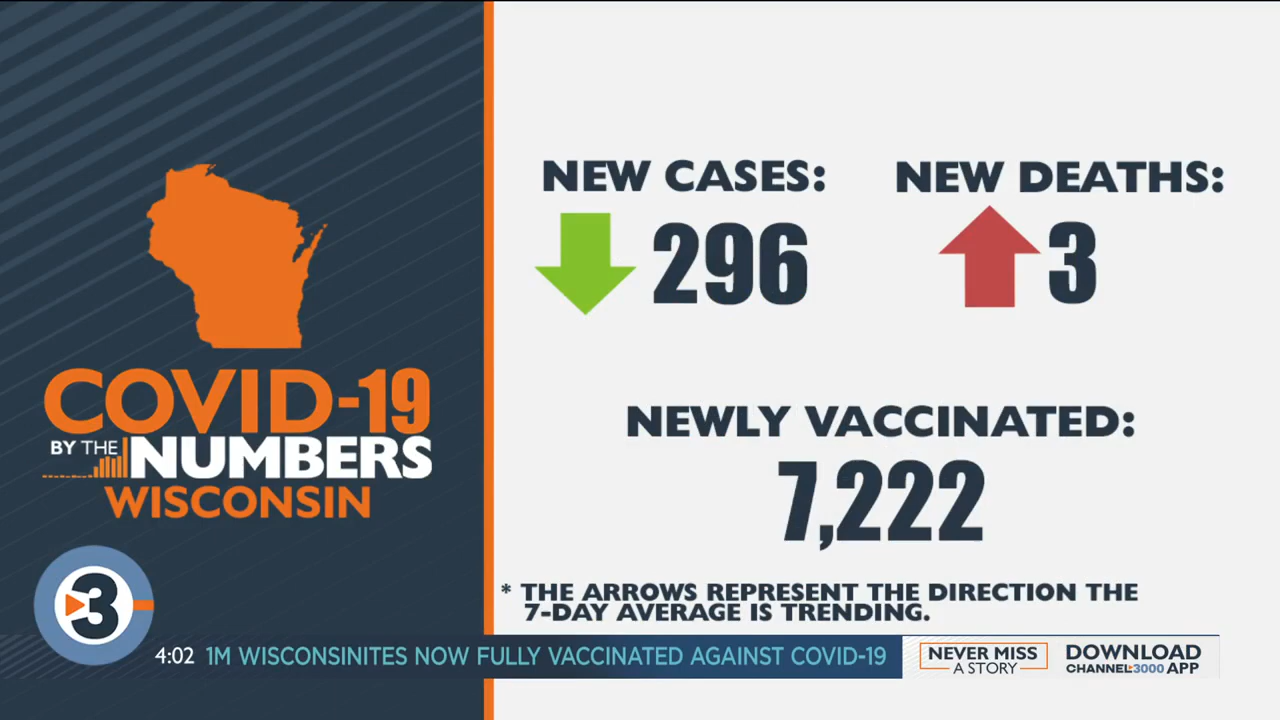 NEW CASES:
296
NEW DEATHS:
3
NEWLY VACCINATED:
7,222
* THE ARROWS REPRESENT THE DIRECTION THE
7-DAY AVERAGE IS TRENDING.
COVID-19
BY THE NUMBERS
WISCONSIN
3
4:02 1M WISCONSINITES NOW FULLY VACCINATED AGAINST COVID-19
NEVER MISS
A STORY
DOWNLOAD
CHANNEL3000 APP